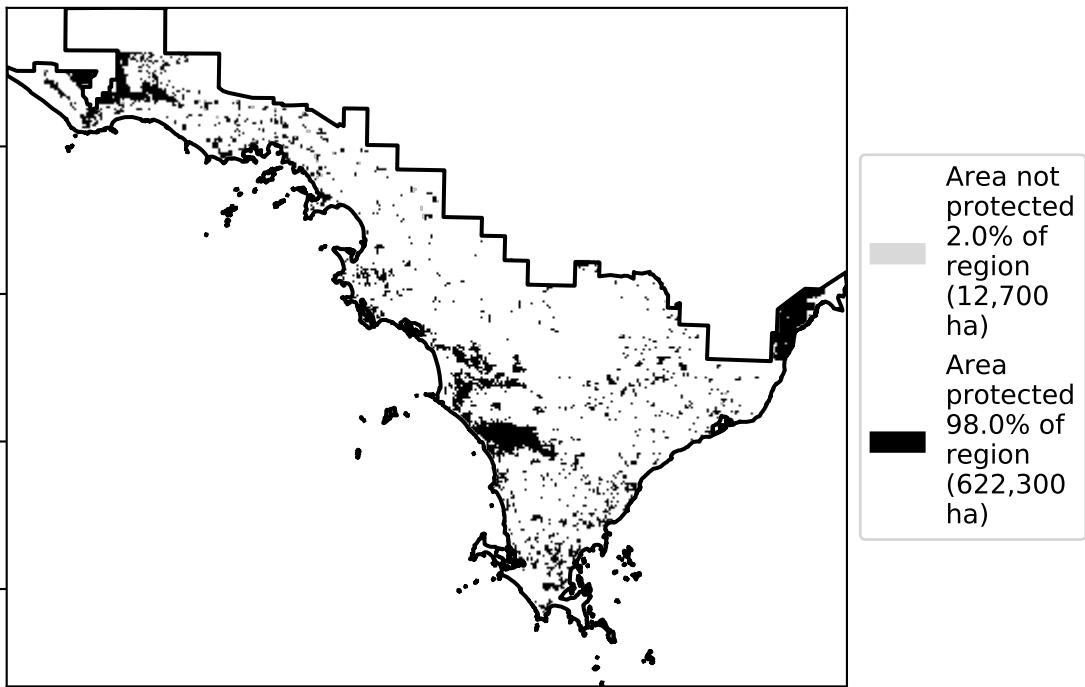 Area not
protected
2.0% of
region
(12,700
ha)
Area
protected
98.0% of
region
(622,300
ha)